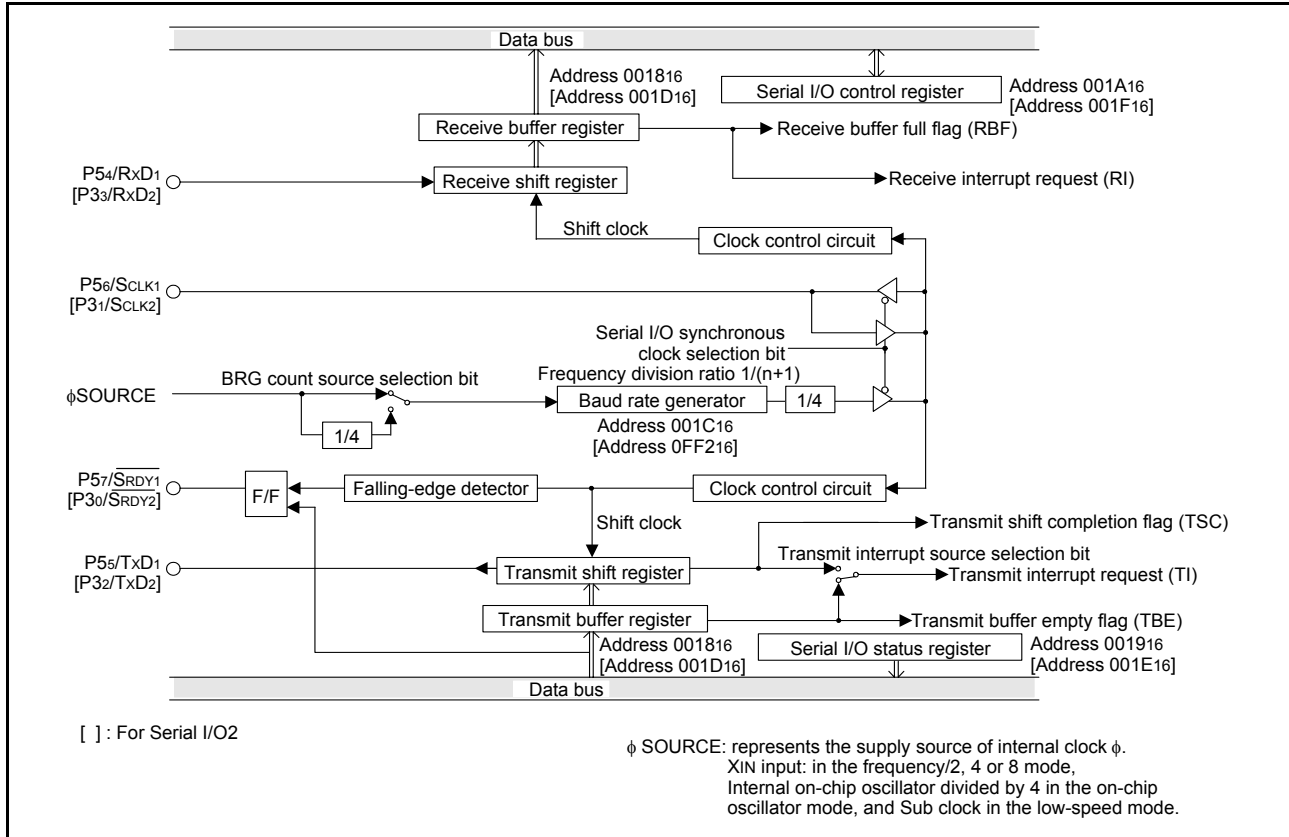 Data bus
Address 001816
[Address 001D16]
Serial I/O control register
Address 001A16
[Address 001F16]
Receive buffer register
Receive buffer full flag (RBF)
P54/RxD1
[P33/RxD2]
Receive shift register
Receive interrupt request (RI)
Shift clock
Clock control circuit
P56/SCLK1
[P31/SCLK2]
Serial I/O synchronous
clock selection bit
BRG count source selection bit
Frequency division ratio 1/(n+1)
ϕSOURCE
Baud rate generator
1/4
1/4
Address 001C16
[Address 0FF216]
P57/SRDY1
[P30/SRDY2]
F/F
Falling-edge detector
Clock control circuit
Shift clock
Transmit shift completion flag (TSC)
P55/TxD1
[P32/TxD2]
Transmit shift register
Transmit interrupt source selection bit
Transmit interrupt request (TI)
Transmit buffer register
Transmit buffer empty flag (TBE)
Address 001816
[Address 001D16]
Serial I/O status register
Address 001916
[Address 001E16]
Data bus
[ ] : For Serial I/O2
ϕ SOURCE: represents the supply source of internal clock ϕ.
XIN input: in the frequency/2, 4 or 8 mode,
Internal on-chip oscillator divided by 4 in the on-chip
oscillator mode, and Sub clock in the low-speed mode.